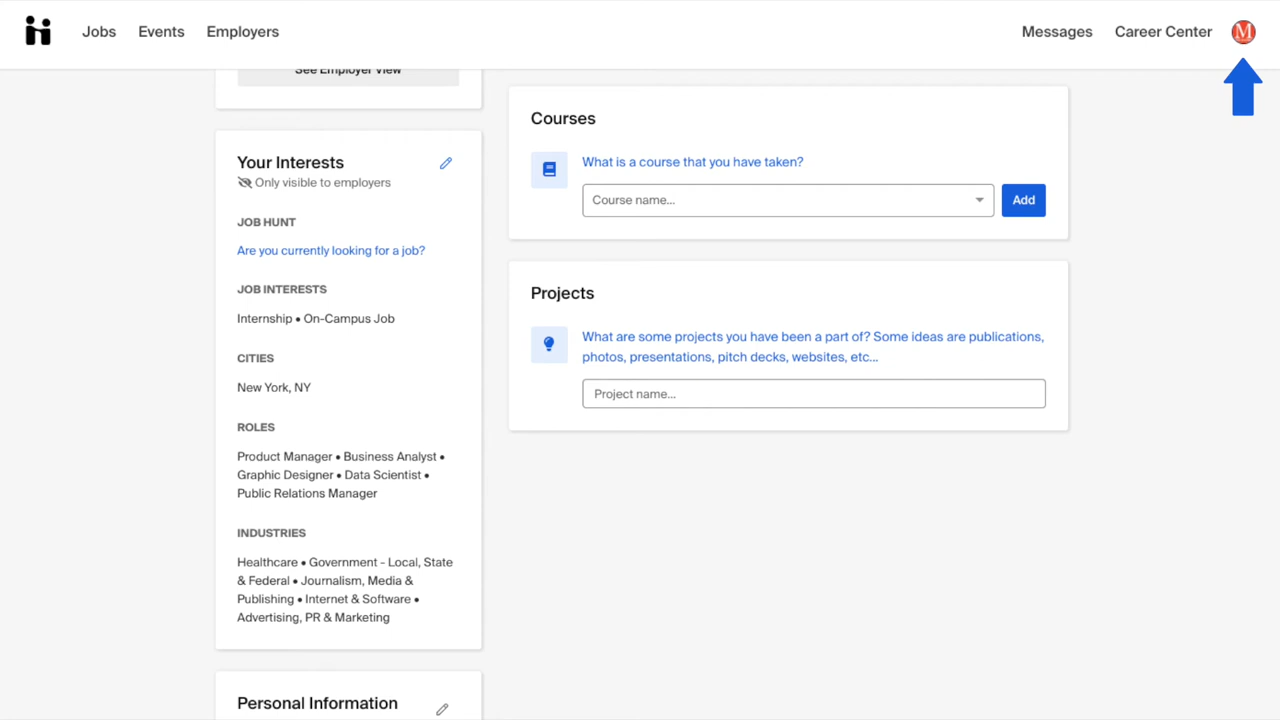 Jobs Events Employers Messages Career Center M
See Employer View
Your Interests
Only visible to employers
JOB HUNT
Are you currently looking for a job?
JOB INTERESTS
Internship • On-Campus Job
CITIES
New York, NY
ROLES
Product Manager • Business Analyst •
Graphic Designer • Data Scientist •
Public Relations Manager
INDUSTRIES
Healthcare • Government - Local, State
& Federal • Journalism, Media &
Publishing • Internet & Software •
Advertising, PR & Marketing
Personal Information
Courses
What is a course that you have taken?
Course name... Add
Projects
What are some projects you have been a part of? Some ideas are publications,
photos, presentations, pitch decks, websites, etc...
Project name...